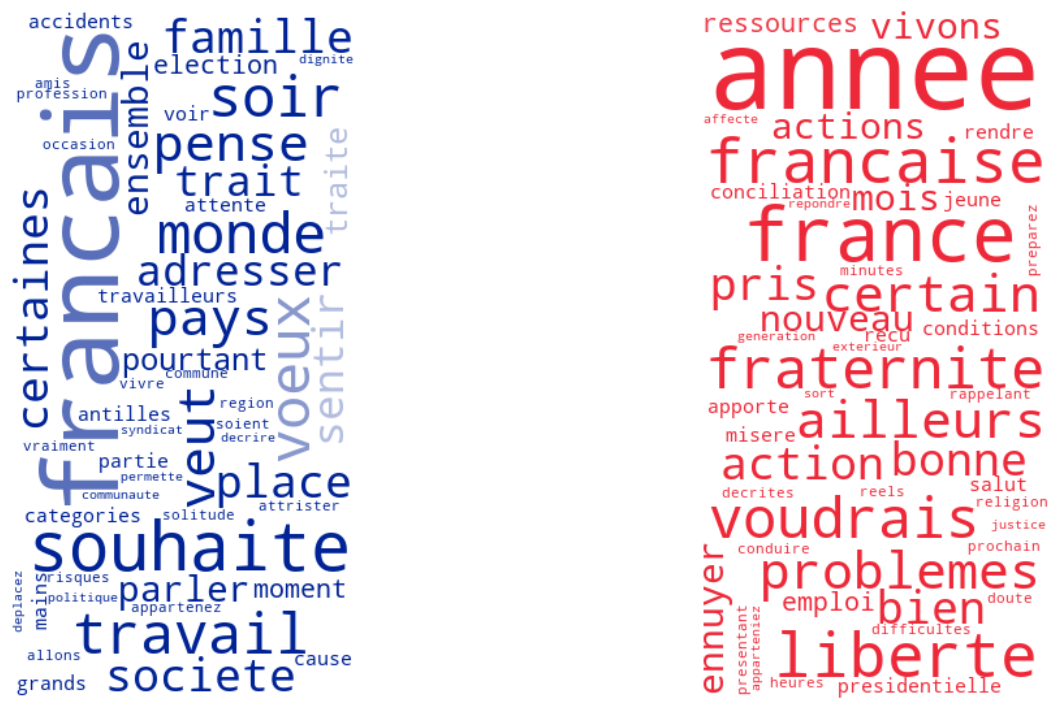 accidents
francais
famille
ensemble
election
dignite
amis
profession
soir
voir
occasion
pense
traite
trait
certaines
attente
monde
adresser
travailleurs
voeux
sentir
pays
pourtant
commune
vivre
veut
region
antilles
soient
syndicat
decrire
vraiment
partie
permette
place
communaute
attrister
categories
solitude
souhaite
deplacez
mains
risques
parler
moment
politique
appartenez
travail
allons
cause
societe
grands
ressources
vivons
annee
affecte
actions
rendre
francaise
conciliation
mois
jeune
repondre
france
preparez
minutes
pris
certain
nouveau
conditions
generation
recu
exterieur
fraternite
sort
rappelant
apporte
ailleurs
misere
action
bonne
salut
decrites
reels
religion
voudrais
justice
conduire
prochain
ennuyer
problemes
emploi
bien
doute
presentant
apparteniez
difficultes
liberte
heures
presidentielle